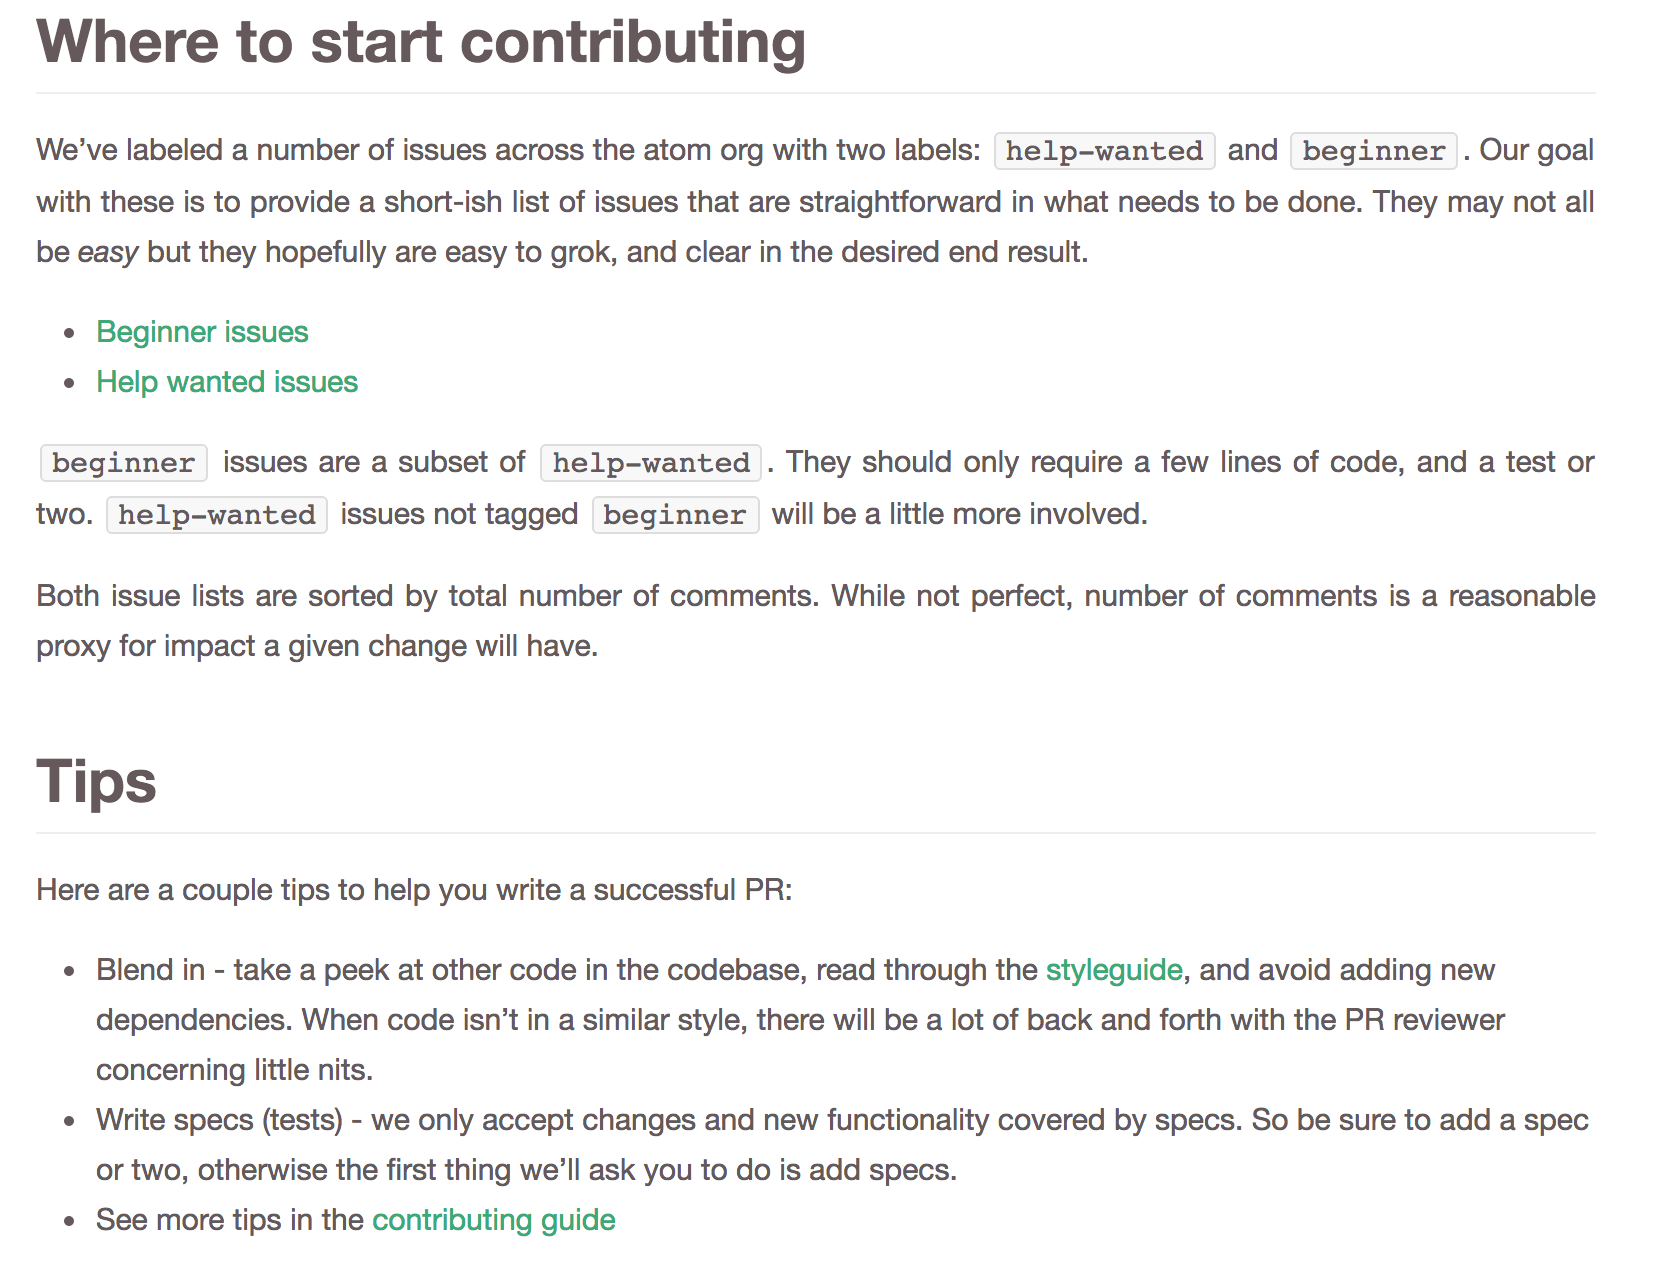 Where to start contributing
We’ve labeled a number of issues across the atom org with two labels: help-wanted and beginner. Our goal
with these is to provide a short-ish list of issues that are straightforward in what needs to be done. They may not all
be easy but they hopefully are easy to grok, and clear in the desired end result.
• Beginner issues
• Help wanted issues
beginner issues are a subset of help-wanted. They should only require a few lines of code, and a test or
two. help-wanted issues not tagged beginner will be a little more involved.
Both issue lists are sorted by total number of comments. While not perfect, number of comments is a reasonable
proxy for impact a given change will have.
Tips
Here are a couple tips to help you write a successful PR:
• Blend in - take a peek at other code in the codebase, read through the styleguide, and avoid adding new
dependencies. When code isn’t in a similar style, there will be a lot of back and forth with the PR reviewer
concerning little nits.
• Write specs (tests) - we only accept changes and new functionality covered by specs. So be sure to add a spec
or two, otherwise the first thing we’ll ask you to do is add specs.
• See more tips in the contributing guide